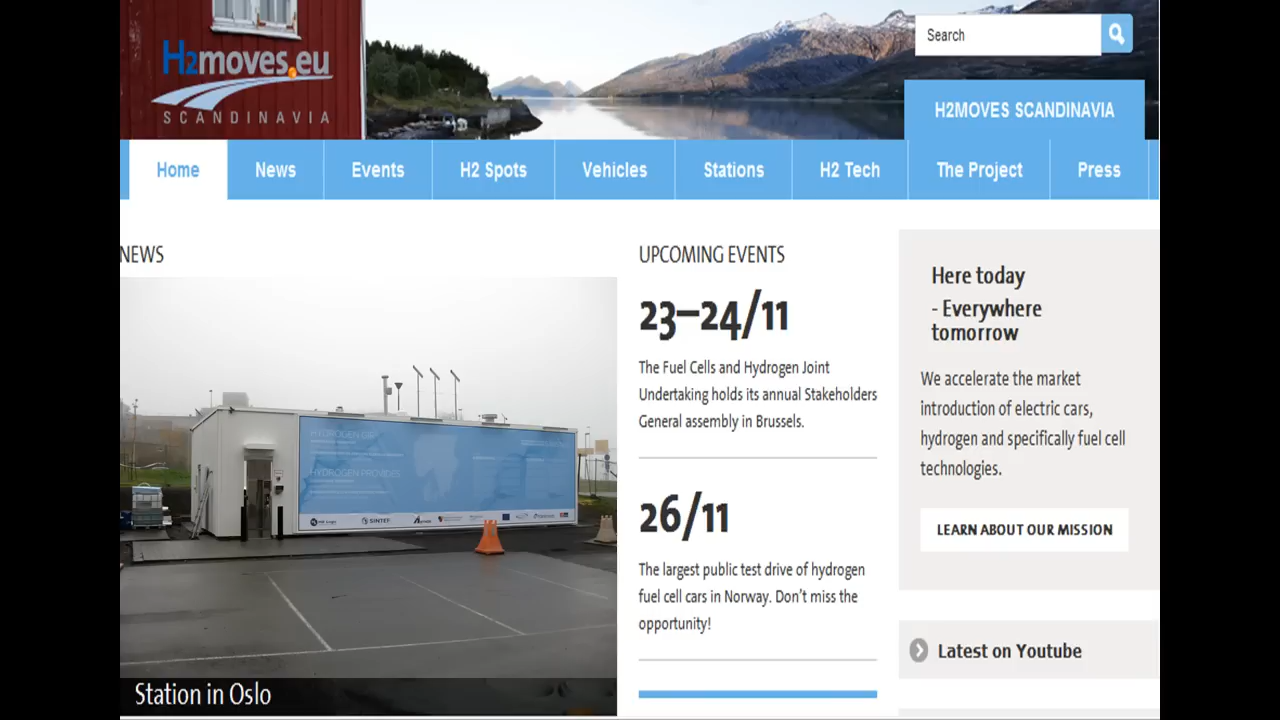 H2moves.eu
SCANDINAVIA
Search
H2MOVES SCANDINAVIA
Home News Events H2 Spots Vehicles Stations H2 Tech The Project Press
NEWS
HYDROGEN PROVIDES
SINTEF
Station in Oslo
UPCOMING EVENTS
23–24/11
The Fuel Cells and Hydrogen Joint
Undertaking holds its annual Stakeholders
General assembly in Brussels.
26/11
The largest public test drive of hydrogen
fuel cell cars in Norway. Don't miss the
opportunity!
Here today
- Everywhere
tomorrow
We accelerate the market
introduction of electric cars,
hydrogen and specifically fuel cell
technologies.
LEARN ABOUT OUR MISSION
Latest on Youtube